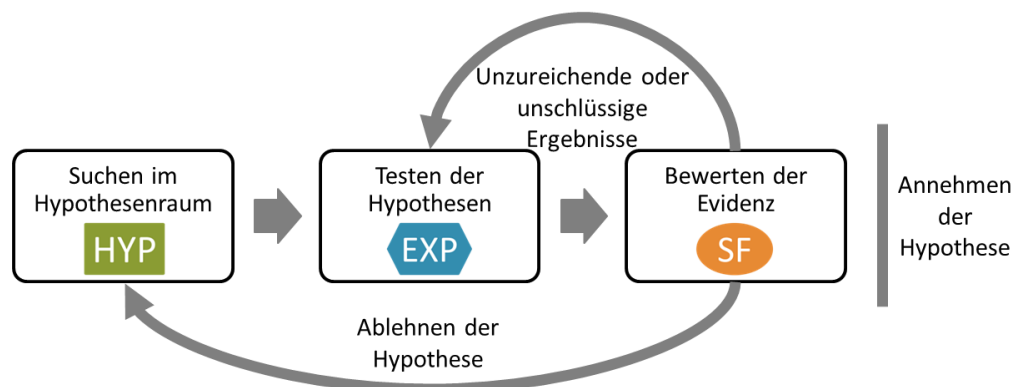 Unzureichende oder
unschlüssige
Ergebnisse
Suchen im
Hypothesenraum
HYP
Testen der
Hypothesen
EXP
Bewerten der
Evidenz
SF
Annehmen
der
Hypothese
Ablehnen der
Hypothese